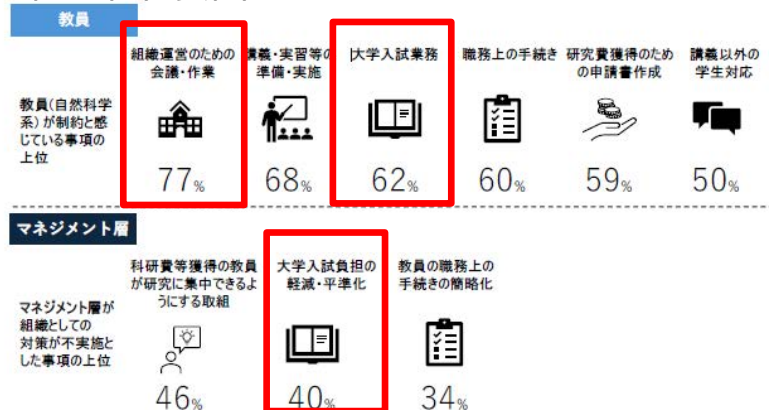 教員
組織運営のための
会議・作業
講義・実習等の
準備・実施
大学入試業務
職務上の手続き
研究費獲得のため
の申請書作成
講義以外の
学生対応
教員(自然科学
系)が制約と感
じている事項の
上位
77%
68%
62%
60%
59%
50%
マネジメント層
科研費等獲得の教員
が研究に集中できるよ
うにする取組
大学入試負担の
軽減・平準化
教員の職務上の
手続きの簡略化
マネジメント層が
組織としての
対策が不実施と
した事項の上位
46%
40%
34%